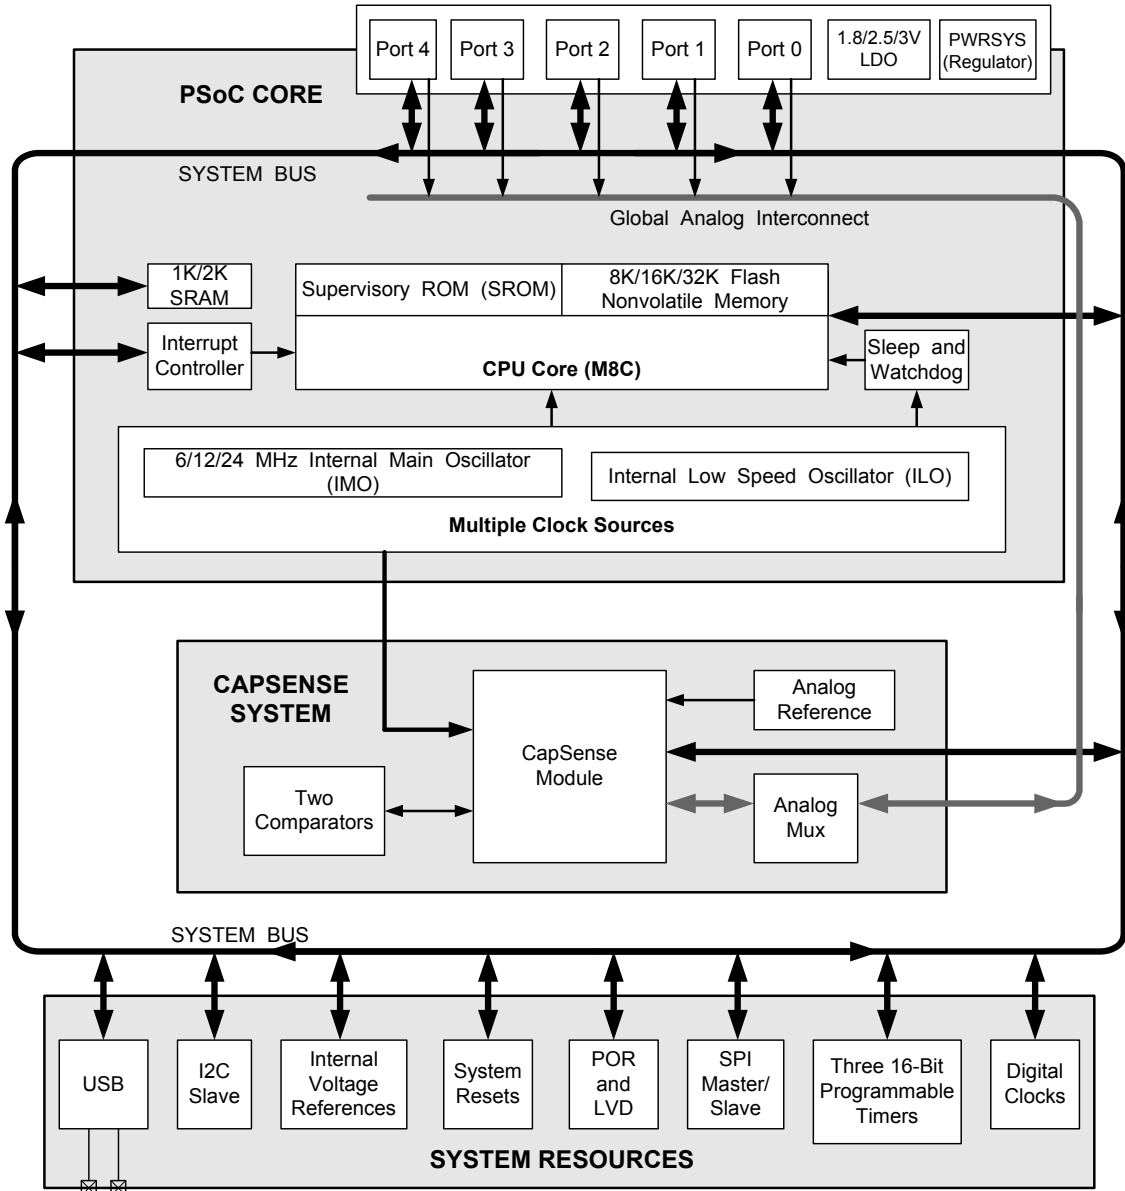 Port 4 Port 3 Port 2 Port 1 Port 0
1.8/2.5/3V
LDO
PWRSYS
(Regulator)
PSoC CORE
SYSTEM BUS
Global Analog Interconnect
1K/2K
SRAM
Supervisory ROM (SROM)
8K/16K/32K Flash
Nonvolatile Memory
Interrupt
Controller
CPU Core (M8C)
Sleep and
Watchdog
6/12/24 MHz Internal Main Oscillator
(IMO)
Internal Low Speed Oscillator (ILO)
Multiple Clock Sources
CAPSENSE
SYSTEM
CapSense
Module
Analog
Reference
Two
Comparators
Analog
Mux
SYSTEM BUS
USB
I2C
Slave
Internal
Voltage
References
System
Resets
POR
and
LVD
SPI
Master/
Slave
Three 16-Bit
Programmable
Timers
Digital
Clocks
SYSTEM RESOURCES